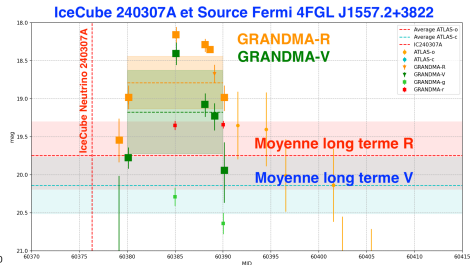 IceCube 240307A et Source Fermi 4FGL J1557.2+3822
GRANDMA-R
GRANDMA-V
Average ATLAS-o
Average ATLAS-c
IC240307A
ATLAS-o
ATLAS-c
GRANDMA-R
GRANDMA-V
GRANDMA-g
GRANDMA-r
IceCube Neutrino 240307A
Moyenne long terme R
Moyenne long terme V
mag
18.0
18.5
19.0
19.5
20.0
20.5
21.0
60370
60375
60380
60385
60390
60395
60400
60405
60410
60415
MJD